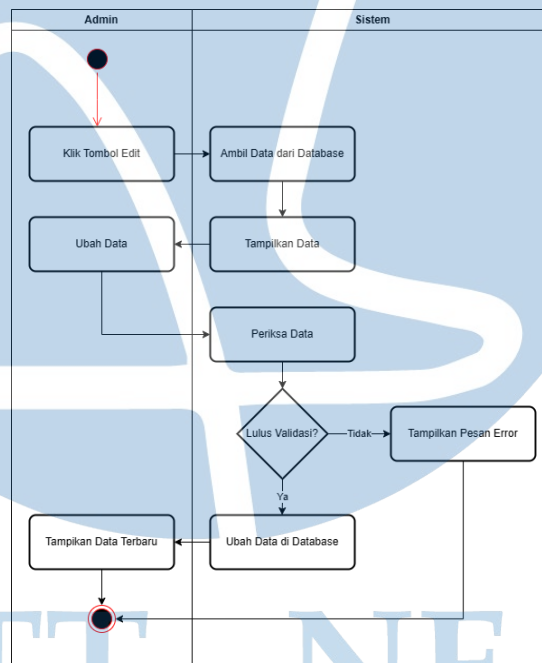 Admin
Sistem
Klik Tombol Edit
Ambil Data dari Database
Ubah Data
Tampilkan Data
Periksa Data
Lulus Validasi?
Tidak
Tampilkan Pesan Error
Ya
Tampikan Data Terbaru
Ubah Data di Database